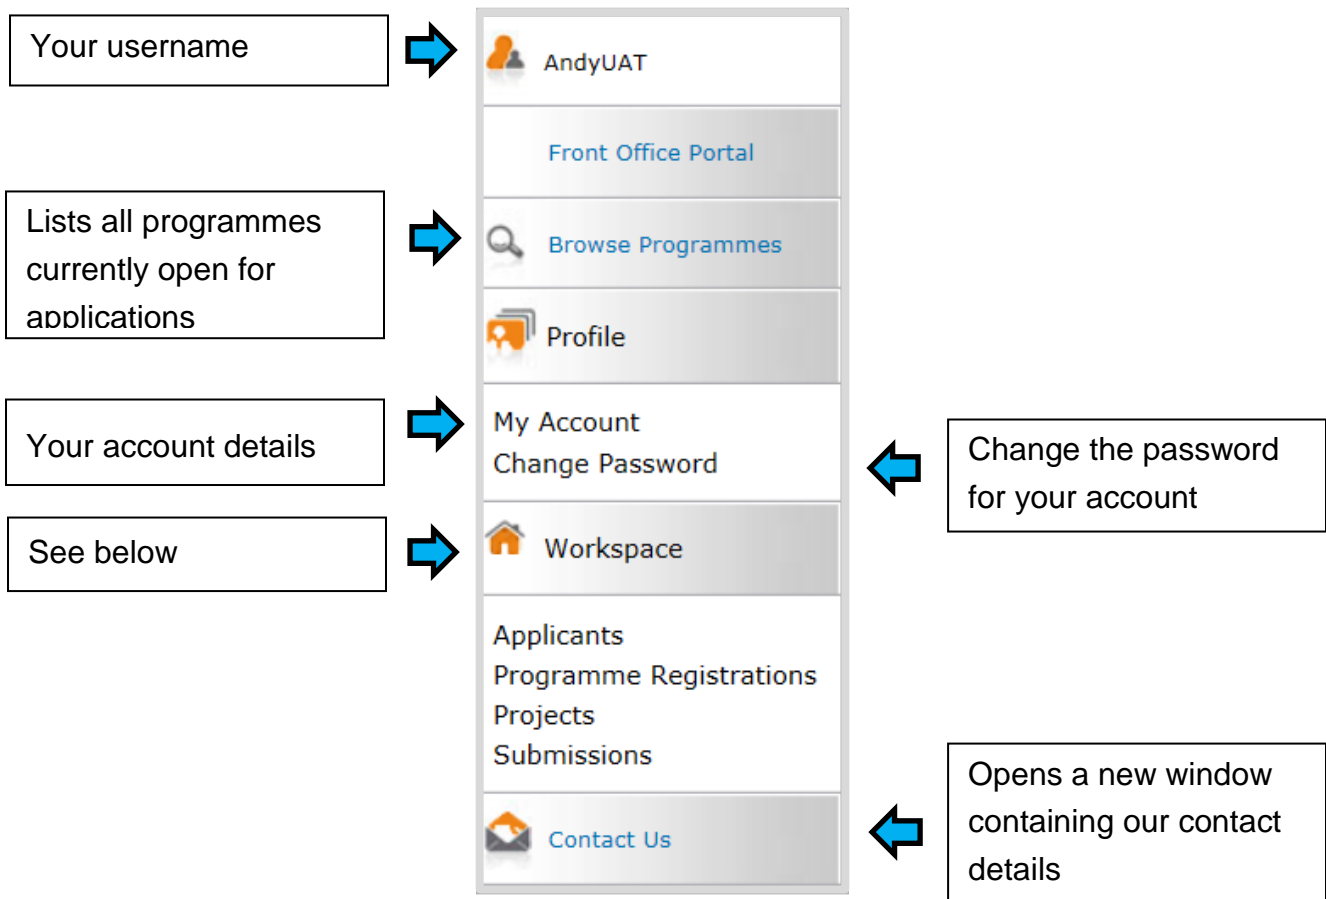 Your username
AndyUAT
Front Office Portal
Lists all programmes
currently open for
applications
Browse Programmes
Profile
Your account details
My Account
Change Password
Change the password
for your account
See below
Workspace
Applicants
Programme Registrations
Projects
Submissions
Contact Us
Opens a new window
containing our contact
details